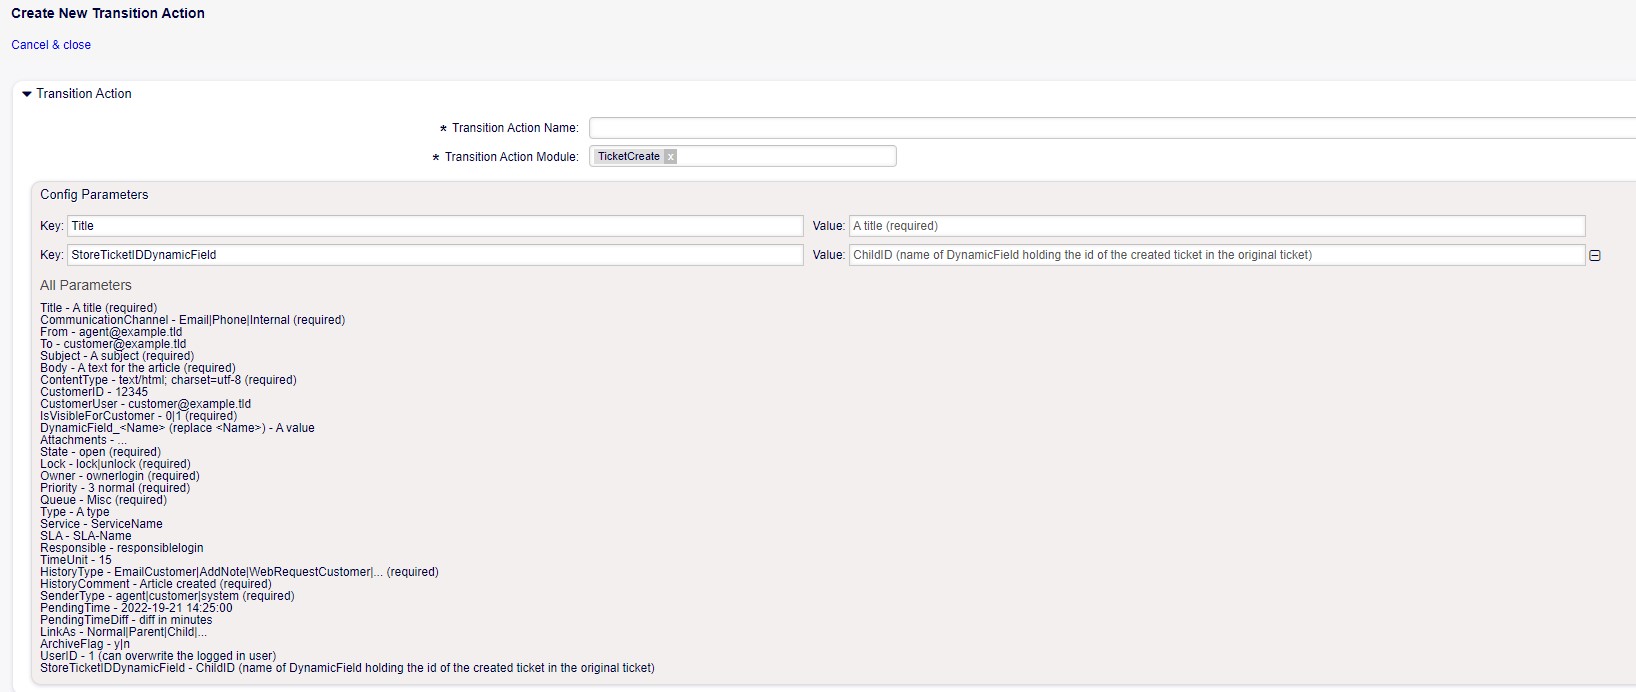 Create New Transition Action
Cancel & close
Transition Action
* Transition Action Name:
* Transition Action Module: TicketCreate x
Config Parameters
Key: Title Value: A title (required)
Key: StoreTicketIDDynamicField Value: ChildID (name of DynamicField holding the id of the created ticket in the original ticket)
All Parameters
Title - A title (required)
CommunicationChannel - Email|Phone|Internal (required)
From - agent@example.tld
To - customer@example.tld
Subject - A subject (required)
Body - A text for the article (required)
ContentType - text/html; charset=utf-8 (required)
CustomerID - 12345
CustomerUser - customer@example.tld
IsVisibleForCustomer - 0|1 (required)
DynamicField_<Name> (replace <Name>) - A value
Attachments - ...
State - open (required)
Lock - lock|unlock (required)
Owner - ownerlogin (required)
Priority - 3 normal (required)
Queue - Misc (required)
Type - A type
Service - ServiceName
SLA - SLA-Name
Responsible - responsiblelogin
TimeUnit - 15
HistoryType - EmailCustomer|AddNote|WebRequestCustomer|... (required)
HistoryComment - Article created (required)
SenderType - agent|customer|system (required)
PendingTime - 2022-19-21 14:25:00
PendingTimeDiff - diff in minutes
LinkAs - Normal|Parent|Child|...
ArchiveFlag - y|n
UserID - 1 (can overwrite the logged in user)
StoreTicketIDDynamicField - ChildID (name of DynamicField holding the id of the created ticket in the original ticket)